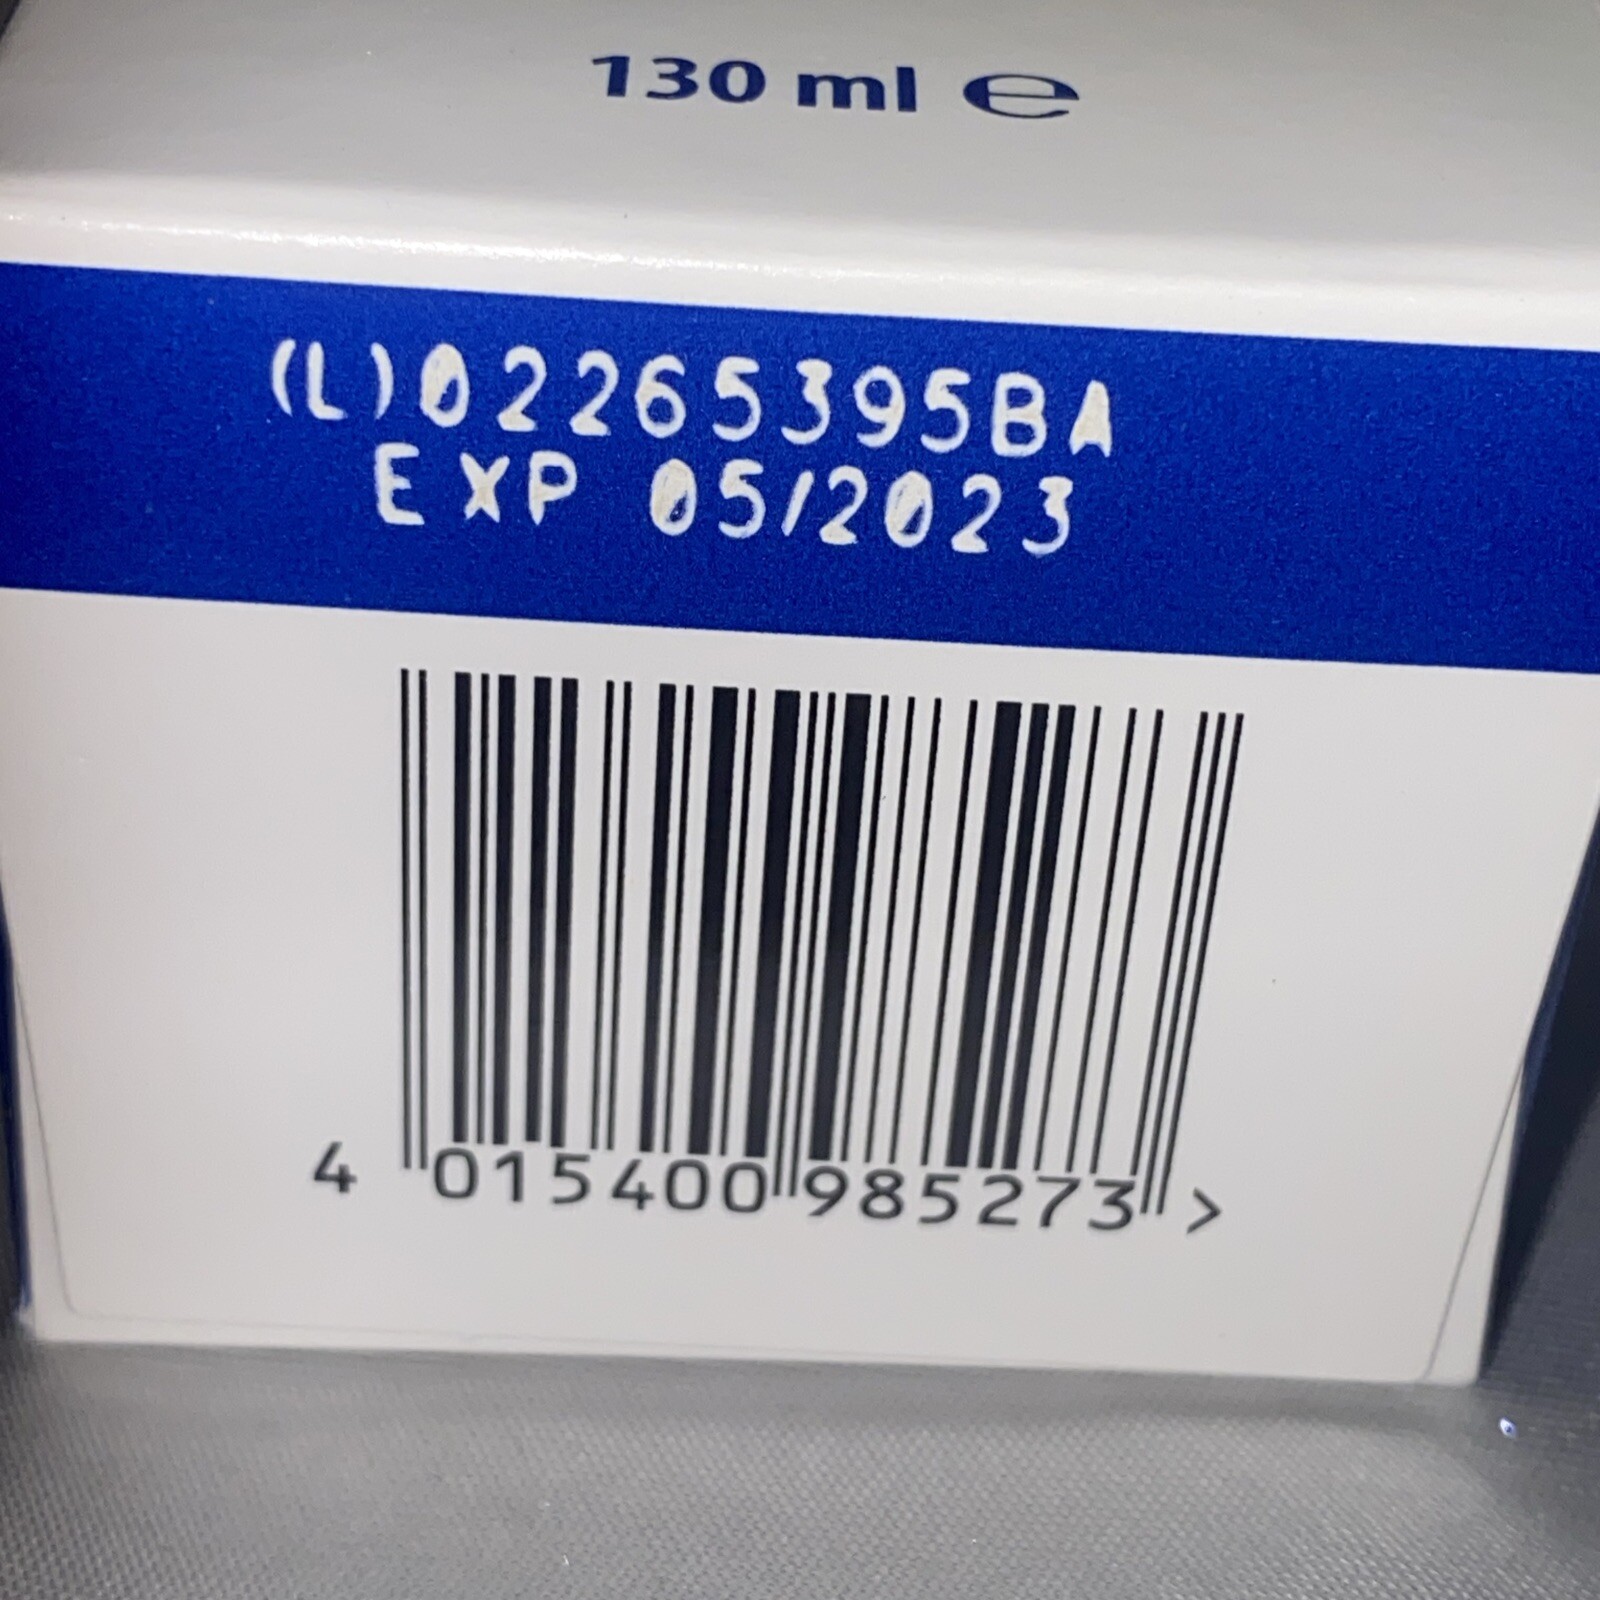 130 ml ℮
(L)02265395BA
EXP 05/2023
4 015400 985273 >